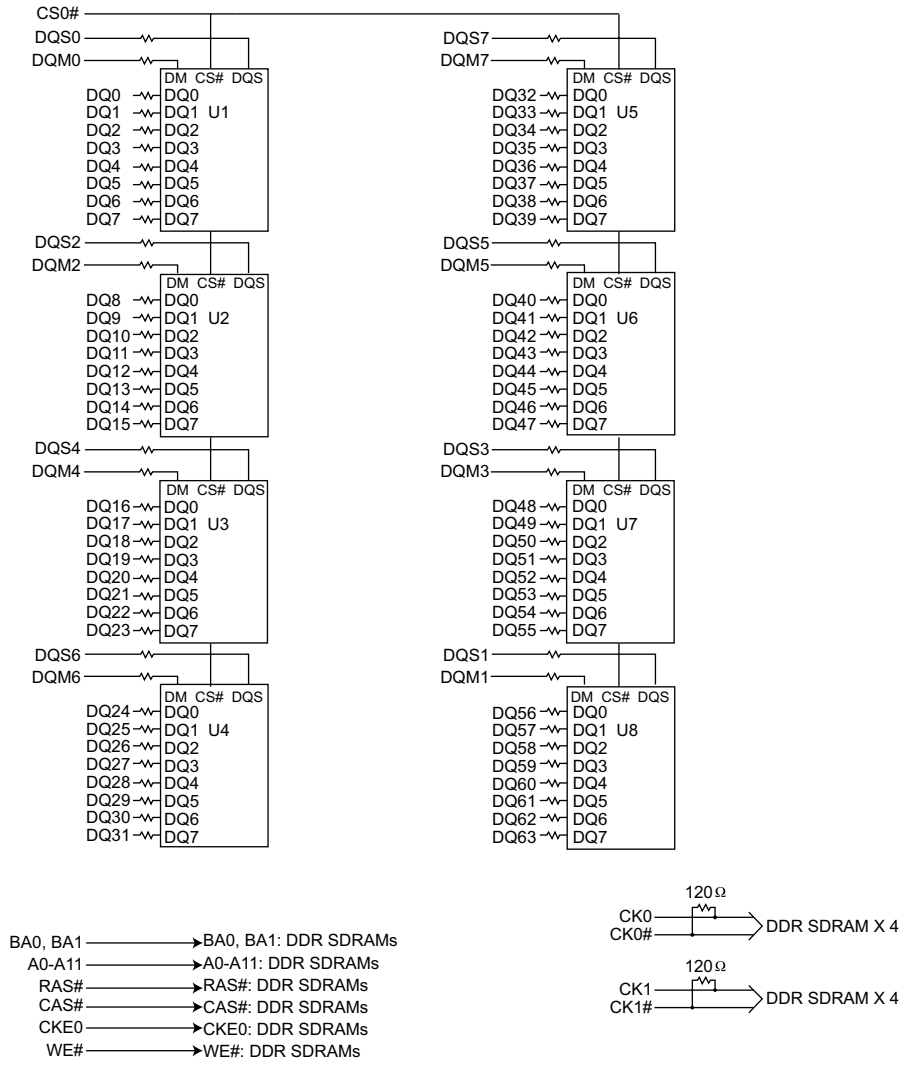 CS0#
DQS0
DQM0
DM CS# DQS
DQ0 DQ0
DQ1 DQ1 U1
DQ2 DQ2
DQ3 DQ3
DQ4 DQ4
DQ5 DQ5
DQ6 DQ6
DQ7 DQ7
DQS2
DQM2
DM CS# DQS
DQ8 DQ0
DQ9 DQ1 U2
DQ10 DQ2
DQ11 DQ3
DQ12 DQ4
DQ13 DQ5
DQ14 DQ6
DQ15 DQ7
DQS4
DQM4
DM CS# DQS
DQ16 DQ0
DQ17 DQ1 U3
DQ18 DQ2
DQ19 DQ3
DQ20 DQ4
DQ21 DQ5
DQ22 DQ6
DQ23 DQ7
DQS6
DQM6
DM CS# DQS
DQ24 DQ0
DQ25 DQ1 U4
DQ26 DQ2
DQ27 DQ3
DQ28 DQ4
DQ29 DQ5
DQ30 DQ6
DQ31 DQ7
DQS7
DQM7
DM CS# DQS
DQ32 DQ0
DQ33 DQ1 U5
DQ34 DQ2
DQ35 DQ3
DQ36 DQ4
DQ37 DQ5
DQ38 DQ6
DQ39 DQ7
DQS5
DQM5
DM CS# DQS
DQ40 DQ0
DQ41 DQ1 U6
DQ42 DQ2
DQ43 DQ3
DQ44 DQ4
DQ45 DQ5
DQ46 DQ6
DQ47 DQ7
DQS3
DQM3
DM CS# DQS
DQ48 DQ0
DQ49 DQ1 U7
DQ50 DQ2
DQ51 DQ3
DQ52 DQ4
DQ53 DQ5
DQ54 DQ6
DQ55 DQ7
DQS1
DQM1
DM CS# DQS
DQ56 DQ0
DQ57 DQ1 U8
DQ58 DQ2
DQ59 DQ3
DQ60 DQ4
DQ61 DQ5
DQ62 DQ6
DQ63 DQ7
BA0, BA1 BA0, BA1: DDR SDRAMs
A0-A11 A0-A11: DDR SDRAMs
RAS# RAS#: DDR SDRAMs
CAS# CAS#: DDR SDRAMs
CKE0 CKE0: DDR SDRAMs
WE# WE#: DDR SDRAMs
120Ω
CK0
CK0#
DDR SDRAM X 4
120Ω
CK1
CK1#
DDR SDRAM X 4